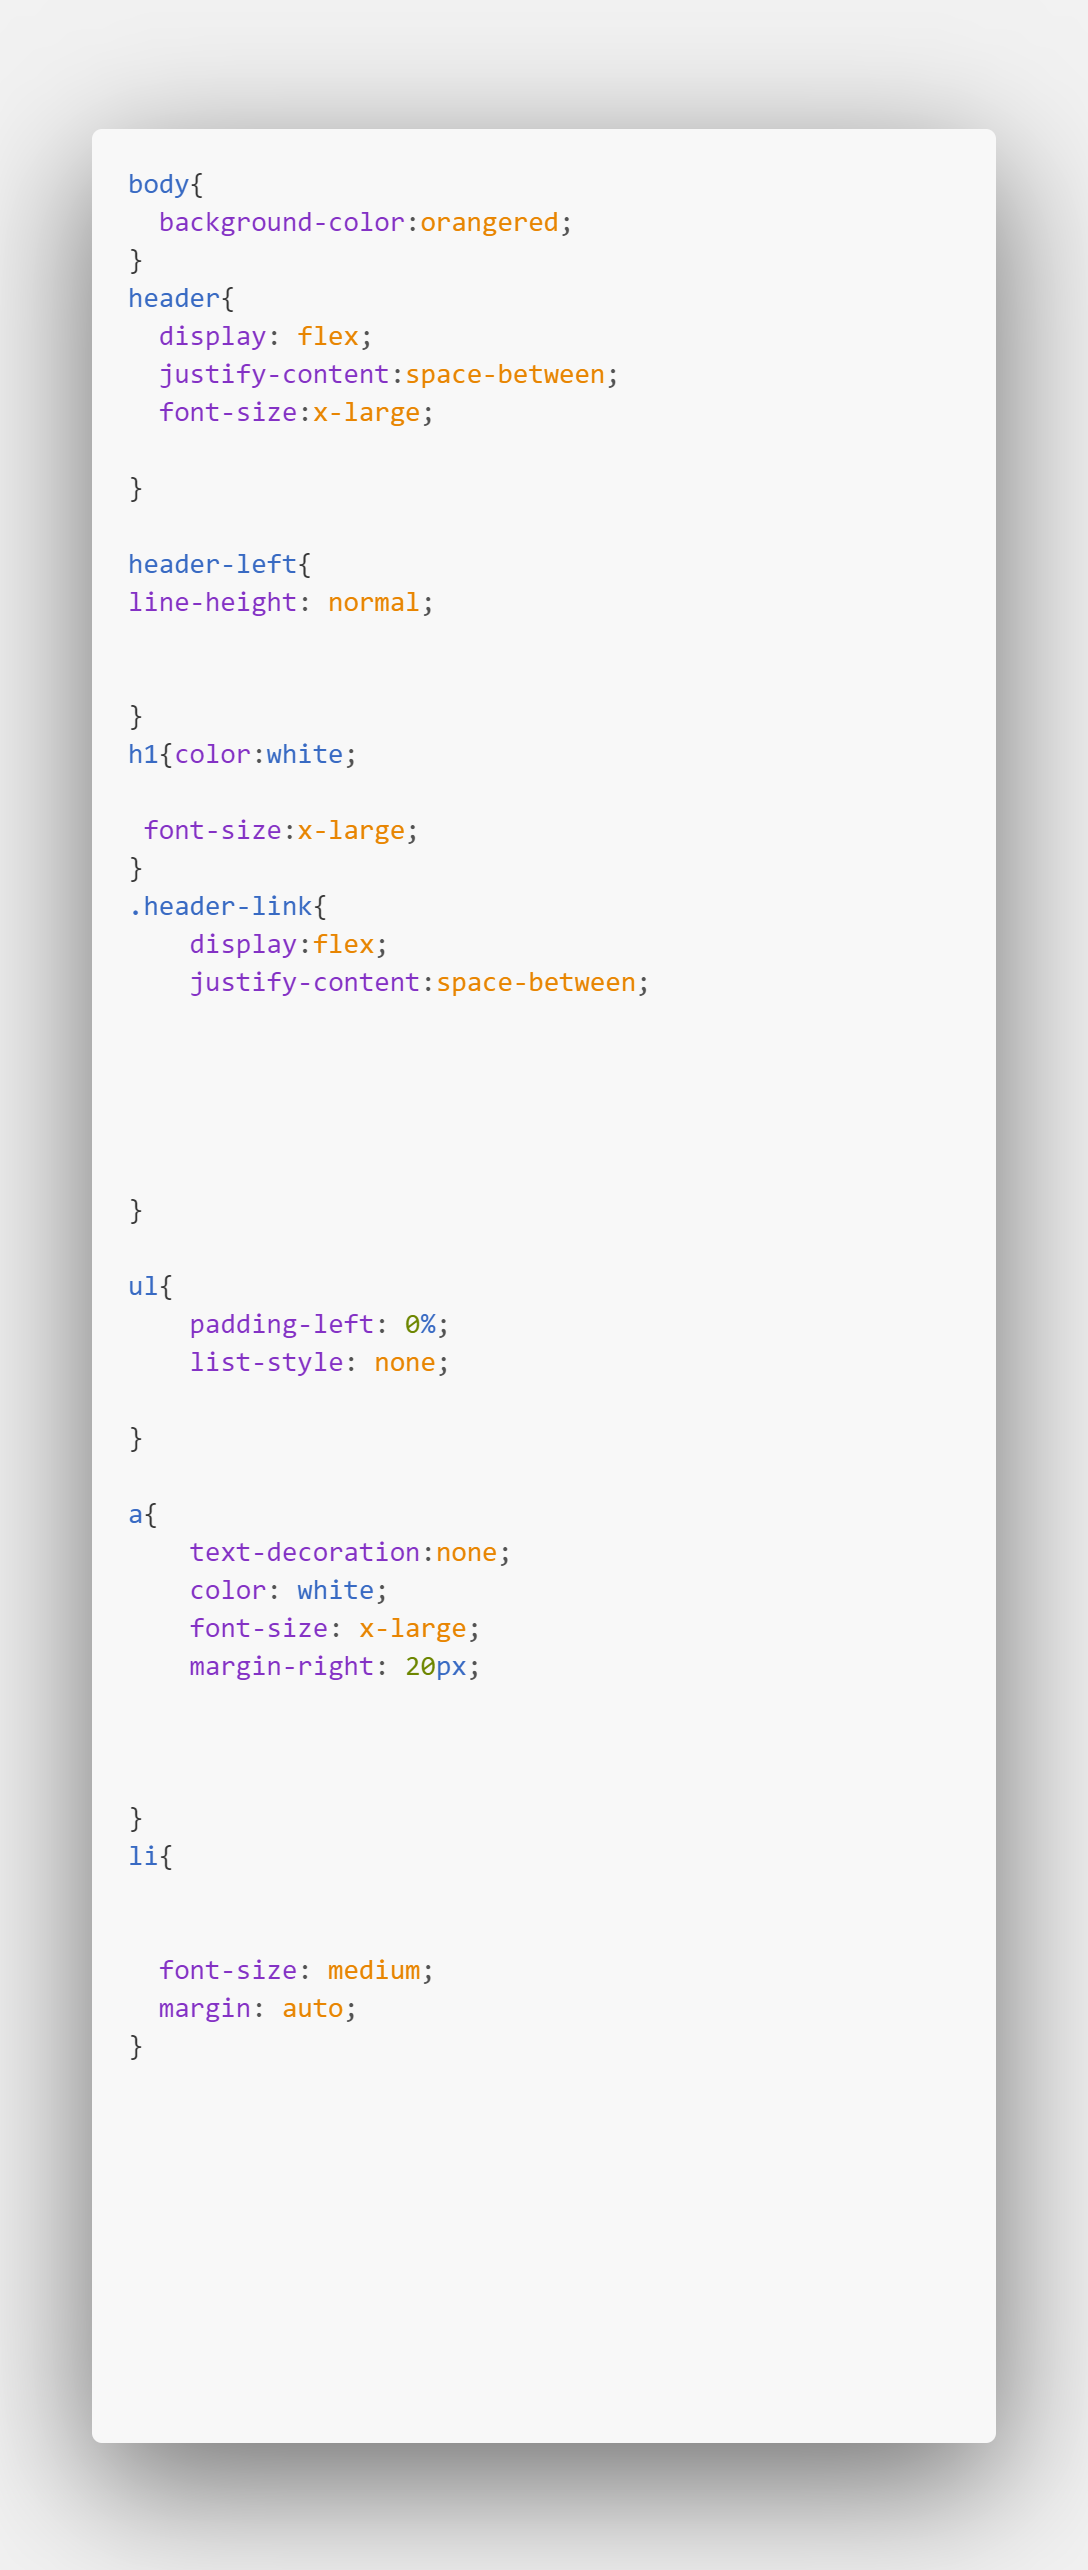 body{
  background-color:orangered;
}
header{
  display: flex;
  justify-content:space-between;
  font-size:x-large;

}

header-left{
line-height: normal;


}
h1{color:white;

 font-size:x-large;
}
.header-link{
    display:flex;
    justify-content:space-between;





}

ul{
    padding-left: 0%;
    list-style: none;

}

a{
    text-decoration:none;
    color: white;
    font-size: x-large;
    margin-right: 20px;



}
li{


  font-size: medium;
  margin: auto;
}